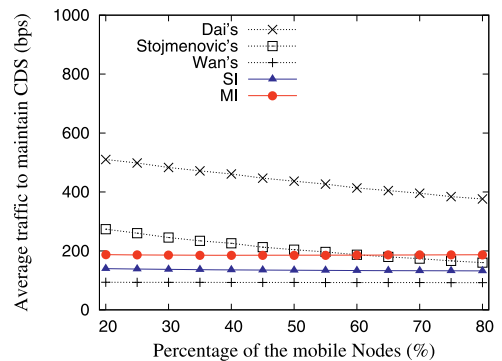 Average traffic to maintain CDS (bps)
1000
800
600
400
200
0
Dai's
Stojmenovic's
Wan's
SI
MI
20 30 40 50 60 70 80
Percentage of the mobile Nodes (%)